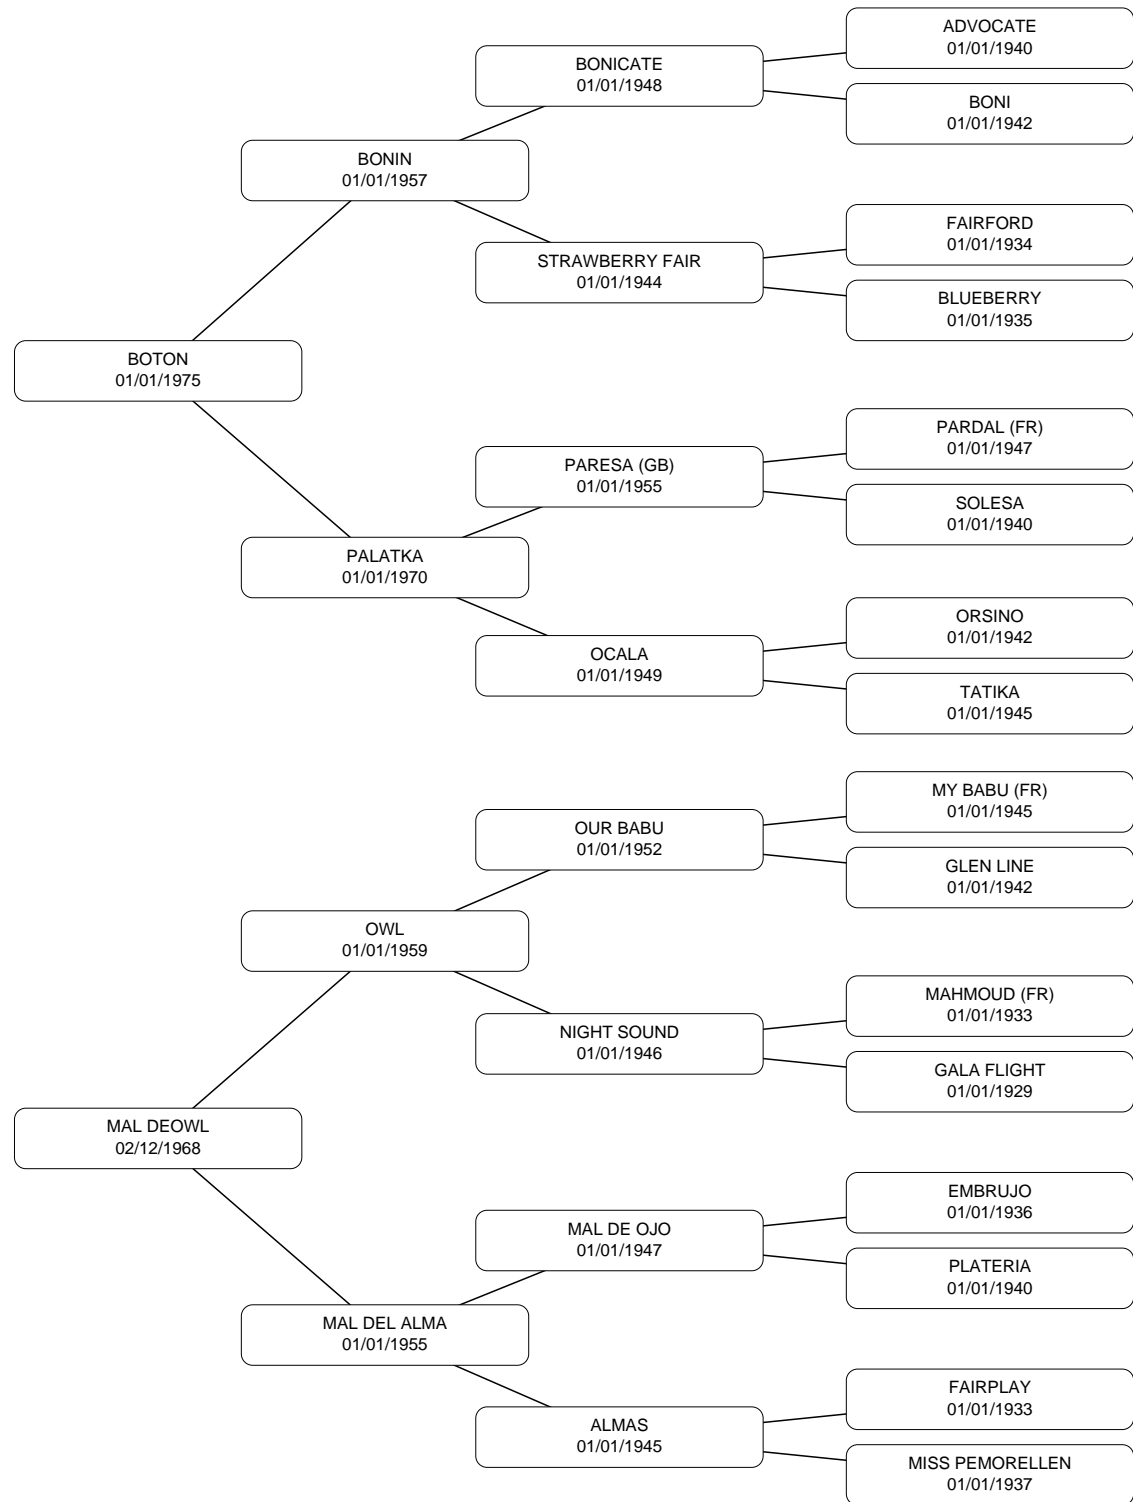 ADVOCATE
01/01/1940
BONICATE
01/01/1948
BONI
01/01/1942
BONIN
01/01/1957
FAIRFORD
01/01/1934
STRAWBERRY FAIR
01/01/1944
BLUEBERRY
01/01/1935
BOTON
01/01/1975
PARDAL (FR)
01/01/1947
PARESA (GB)
01/01/1955
SOLESA
01/01/1940
PALATKA
01/01/1970
ORSINO
01/01/1942
OCALA
01/01/1949
TATIKA
01/01/1945
MY BABU (FR)
01/01/1945
OUR BABU
01/01/1952
GLEN LINE
01/01/1942
OWL
01/01/1959
MAHMOUD (FR)
01/01/1933
NIGHT SOUND
01/01/1946
GALA FLIGHT
01/01/1929
MAL DEOWL
02/12/1968
EMBRUJO
01/01/1936
MAL DE OJO
01/01/1947
PLATERIA
01/01/1940
MAL DEL ALMA
01/01/1955
FAIRPLAY
01/01/1933
ALMAS
01/01/1945
MISS PEMORELLEN
01/01/1937